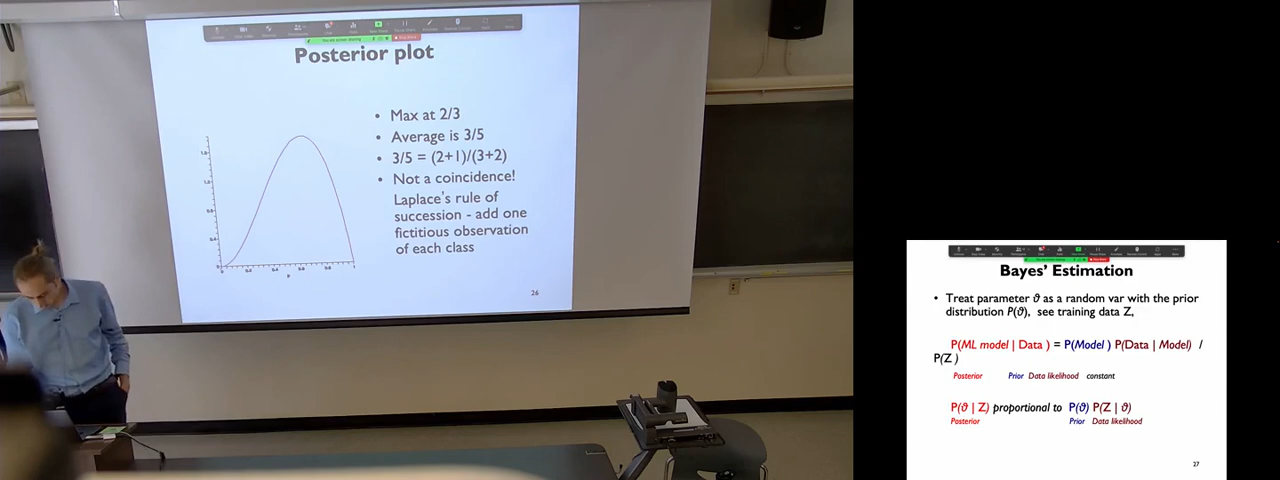 Posterior plot
• Max at 2/3
• Average is 3/5
• 3/5 = (2+1)/(3+2)
• Not a coincidence!
Laplace's rule of
succession - add one
fictitious observation
of each class
26
Bayes' Estimation
• Treat parameter ϑ as a random var with the prior
distribution P(ϑ), see training data Z,
P(ML model | Data ) = P(Model ) P(Data | Model) /
P(Z )
Posterior Prior Data likelihood constant
P(ϑ | Z) proportional to P(ϑ) P(Z | ϑ)
Posterior Prior Data likelihood
27